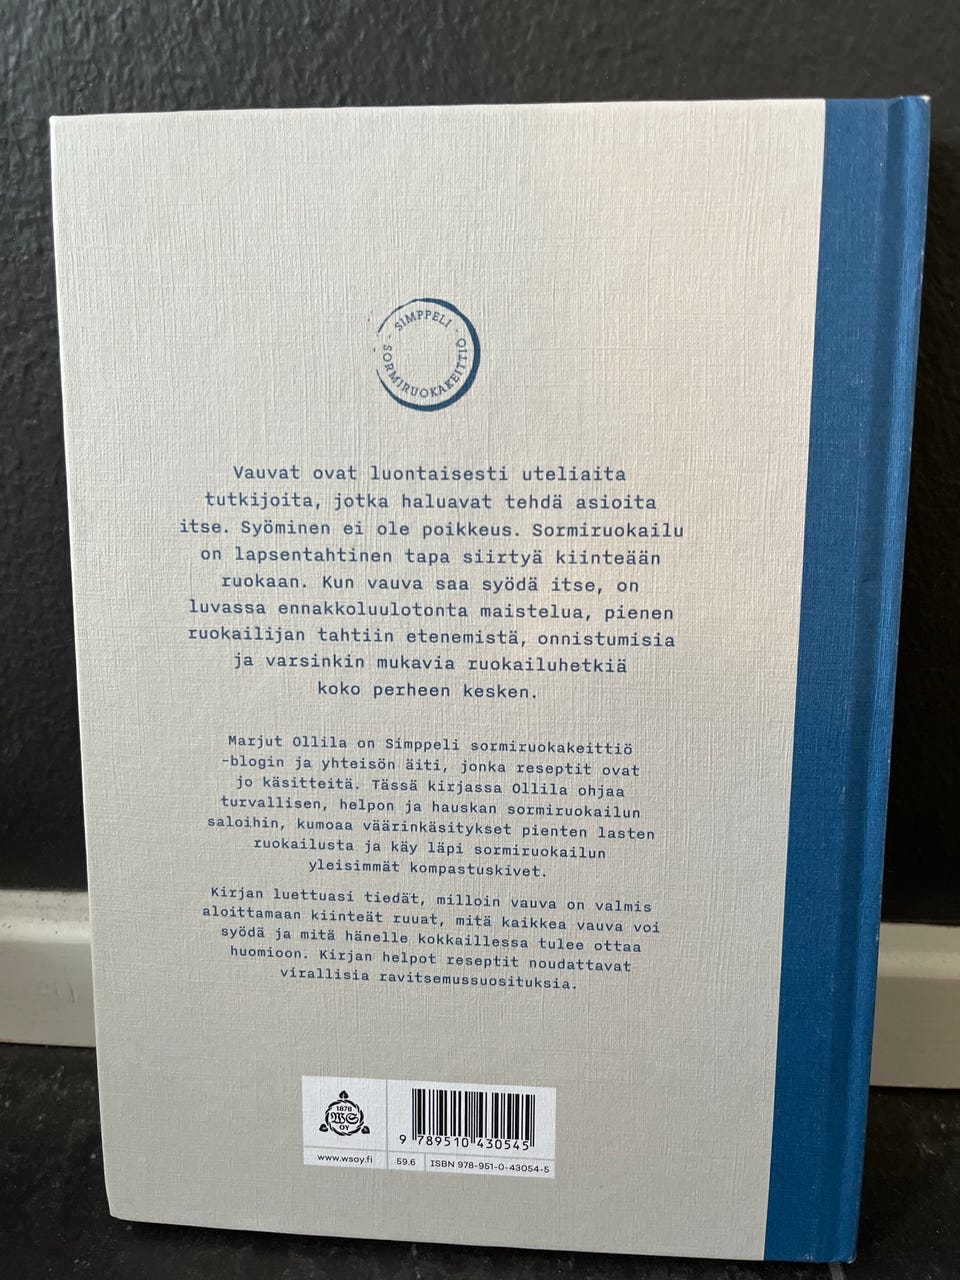 - SIMPPELI -
SORMIRUOKAKEITTIÖ
Vauvat ovat luontaisesti uteliaita
tutkijoita, jotka haluavat tehdä asioita
itse. Syöminen ei ole poikkeus. Sormiruokailu
on lapsentahtinen tapa siirtyä kiinteään
ruokaan. Kun vauva saa syödä itse, on
luvassa ennakkoluulotonta maistelua, pienen
ruokailijan tahtiin etenemistä, onnistumisia
ja varsinkin mukavia ruokailuhetkiä
koko perheen kesken.
Marjut Ollila on Simppeli sormiruokakeittiö
-blogin ja yhteisön äiti, jonka reseptit ovat
jo käsitteitä. Tässä kirjassa Ollila ohjaa
turvallisen, helpon ja hauskan sormiruokailun
saloihin, kumoaa väärinkäsitykset pienten lasten
ruokailusta ja käy läpi sormiruokailun
yleisimmät kompastuskivet.
Kirjan luettuasi tiedät, milloin vauva on valmis
aloittamaan kiinteät ruuat, mitä kaikkea vauva voi
syödä ja mitä hänelle kokkaillessa tulee ottaa
huomioon. Kirjan helpot reseptit noudattavat
virallisia ravitsemussuosituksia.
1878
WS
OY
9 789510 430545
www.wsoy.fi
59.6
ISBN 978-951-0-43054-5